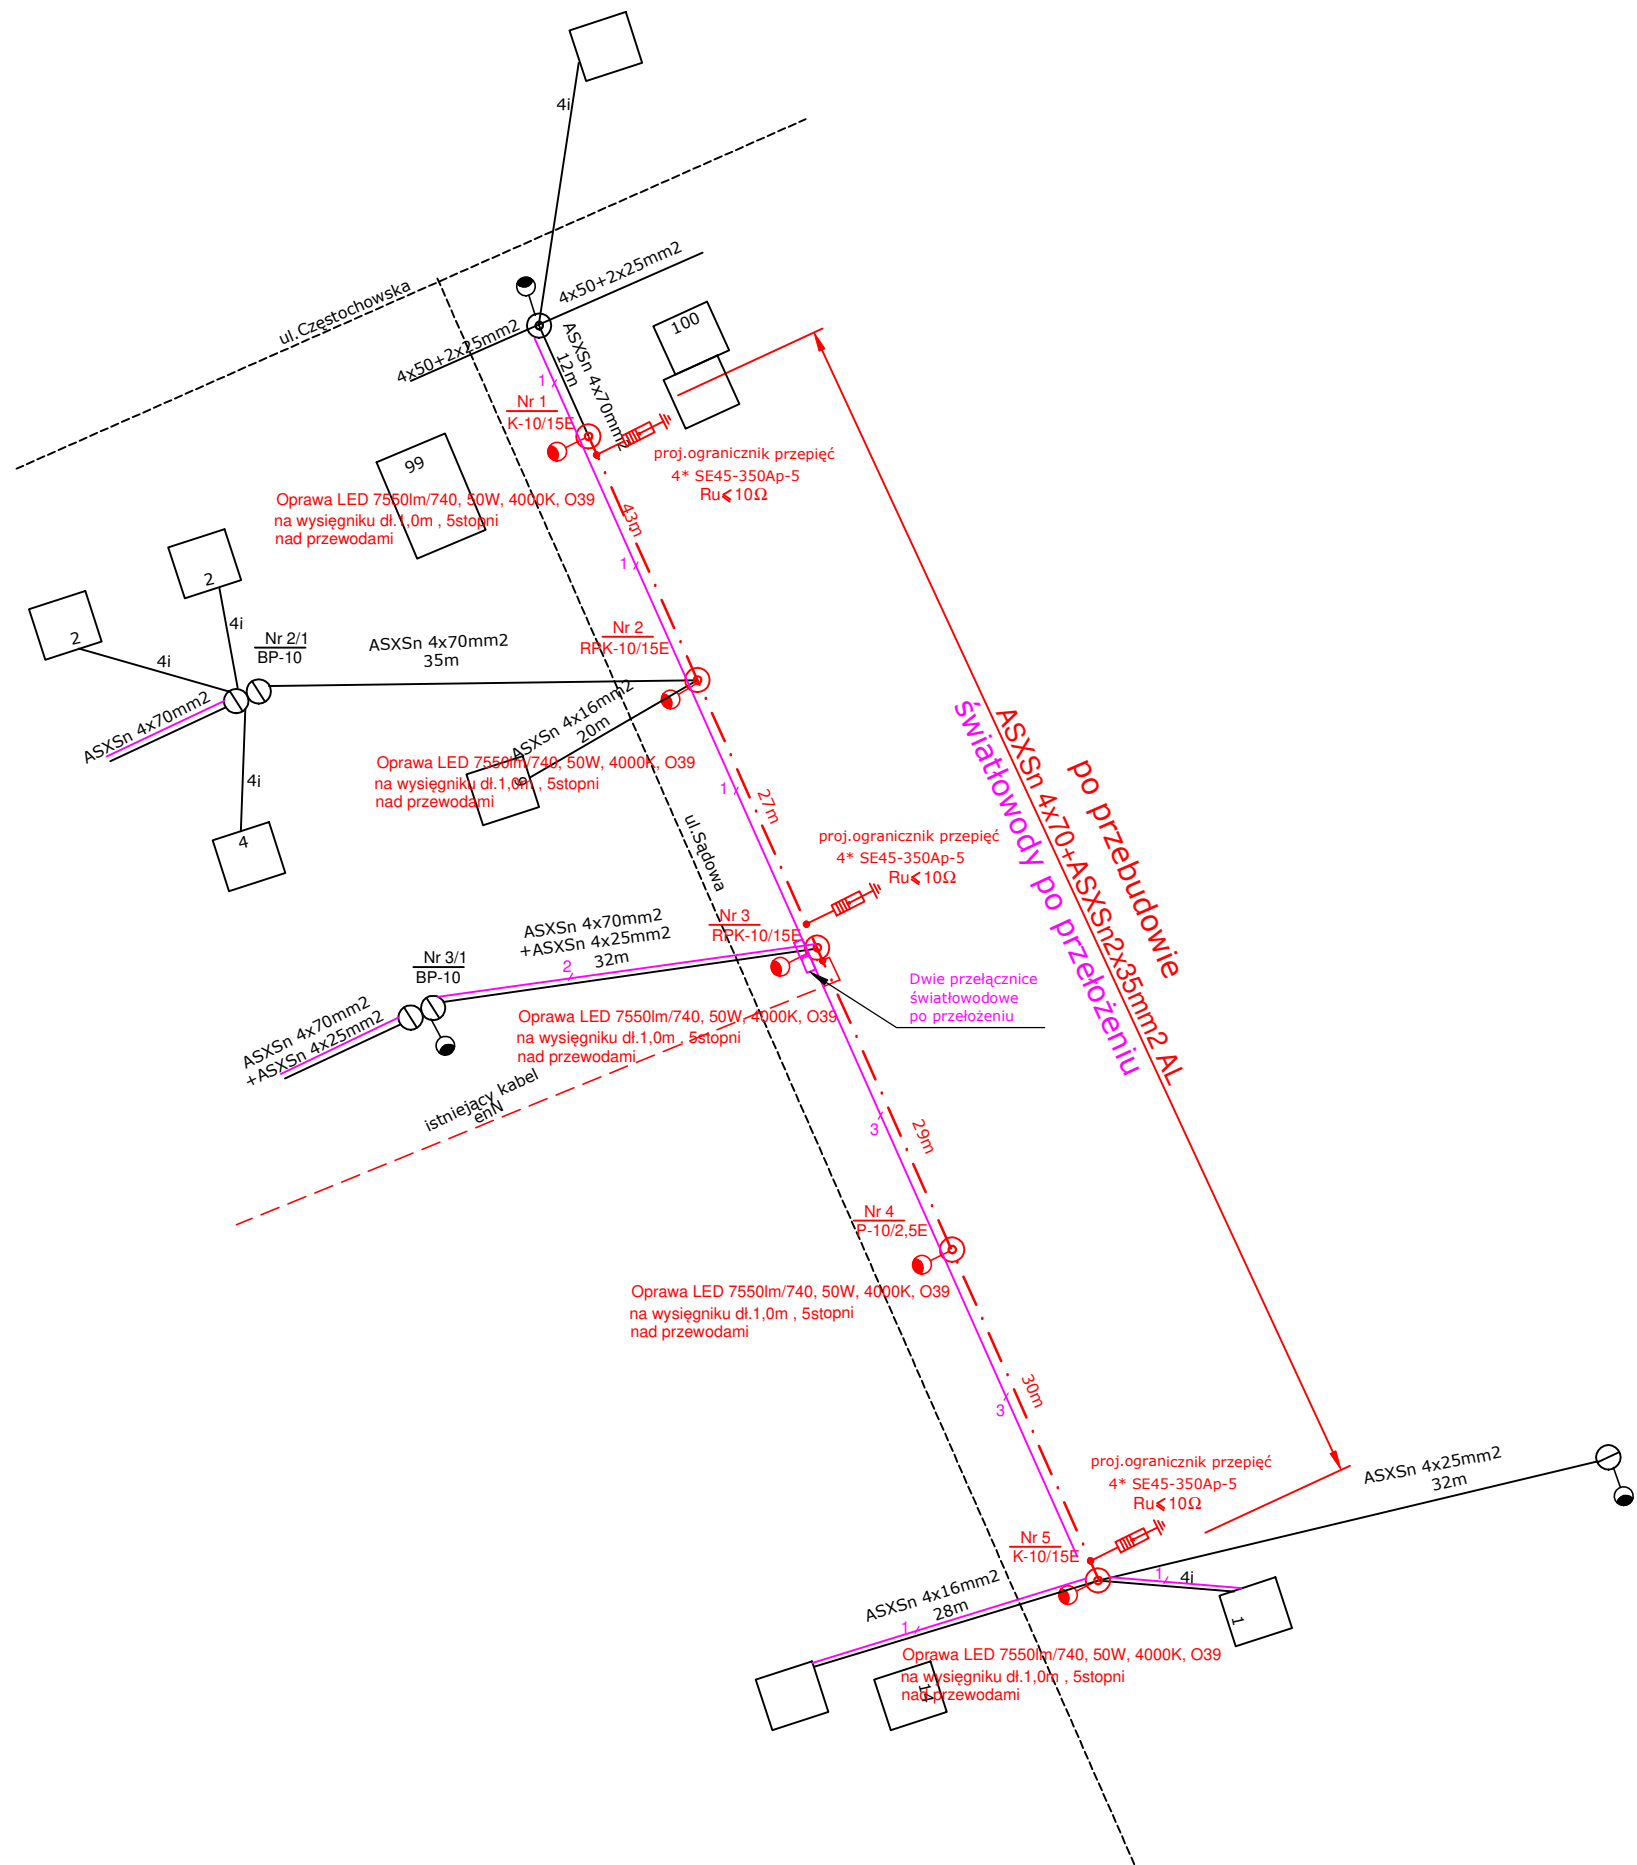 4i
ul.Częstochowska
4x50+2x25mm2
4x50+2x25mm2
ASXSn 4x70mm2
12m
100
1
Nr 1
K-10/15E
proj.ogranicznik przepięć
4* SE45-350Ap-5
Ru⩽10Ω
99
Oprawa LED 7550lm/740, 50W, 4000K, O39
na wysięgniku dł.1,0m , 5stopni
nad przewodami
43m
1
2
2
4i
4i
Nr 2/1
BP-10
ASXSn 4x70mm2
35m
Nr 2
RPK-10/15E
ASXSn 4x70mm2
ASXSn 4x16mm2
20m
4i
4
Oprawa LED 7550lm/740, 50W, 4000K, O39
na wysięgniku dł.1,0m , 5stopni
nad przewodami
1
27m
ul.Sądowa
po przebudowie
ASXSn 4x70+ASXSn2x35mm2 AL
światłowody po przełożeniu
proj.ogranicznik przepięć
4* SE45-350Ap-5
Ru⩽10Ω
Nr 3
RPK-10/15E
ASXSn 4x70mm2
+ASXSn 4x25mm2
32m
2
Nr 3/1
BP-10
ASXSn 4x70mm2
+ASXSn 4x25mm2
Dwie przełącznice
światłowodowe
po przełożeniu
Oprawa LED 7550lm/740, 50W, 4000K, O39
na wysięgniku dł.1,0m , 5stopni
nad przewodami
istniejący kabel
enN
3
29m
Nr 4
P-10/2,5E
Oprawa LED 7550lm/740, 50W, 4000K, O39
na wysięgniku dł.1,0m , 5stopni
nad przewodami
3
30m
proj.ogranicznik przepięć
4* SE45-350Ap-5
Ru⩽10Ω
ASXSn 4x25mm2
32m
Nr 5
K-10/15E
ASXSn 4x16mm2
28m
1
1
4i
1
Oprawa LED 7550lm/740, 50W, 4000K, O39
na wysięgniku dł.1,0m , 5stopni
nad przewodami